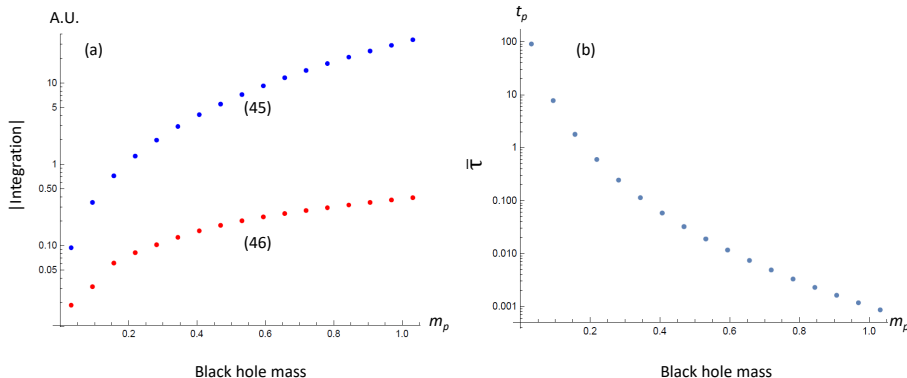 A.U.
(a)
10
5
1
0.50
0.10
0.05
|Integration|
(45)
(46)
0.2
0.4
0.6
0.8
1.0
m_p
Black hole mass
t_p
(b)
100
10
1
0.100
0.010
0.001
τ̅
0.2
0.4
0.6
0.8
1.0
m_p
Black hole mass